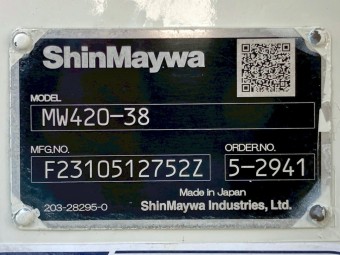 ShinMaywa
MODEL
MW420-38
MFG.NO. ORDER.NO.
F2310512752Z 5-2941
Made in Japan
203-28295-0 ShinMaywa Industries, Ltd.